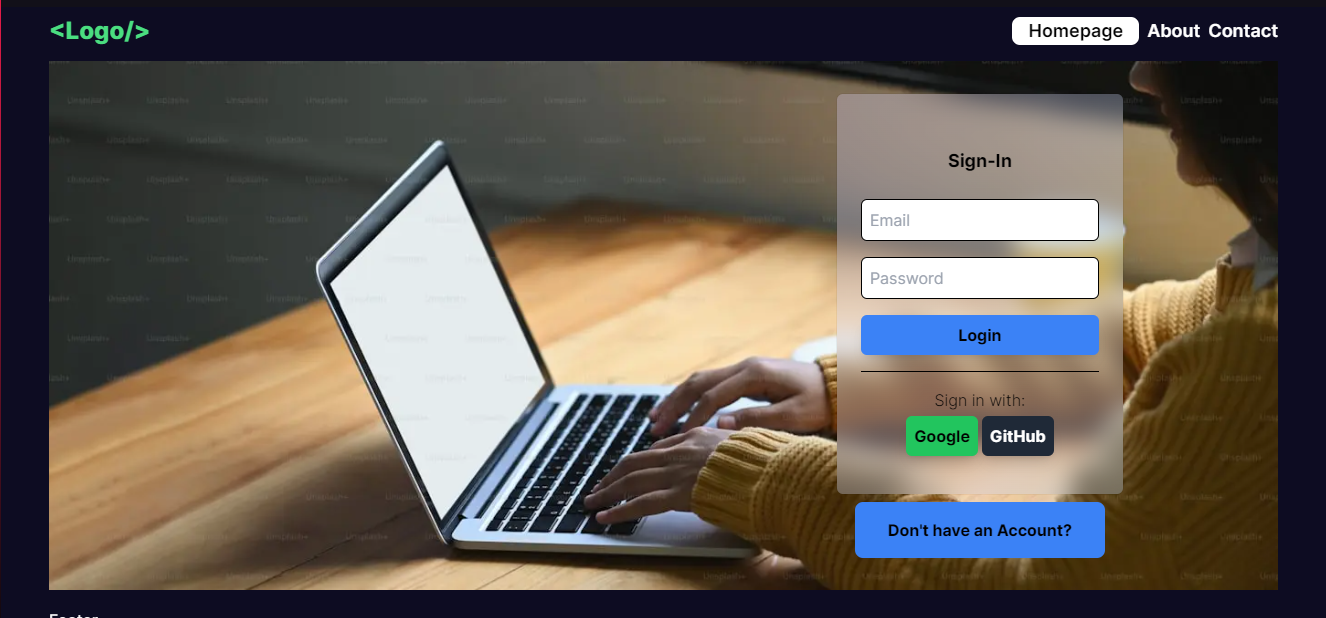 <Logo/>
Homepage About Contact
Sign-In
Email
Password
Login
Sign in with:
Google GitHub
Don't have an Account?
Footer